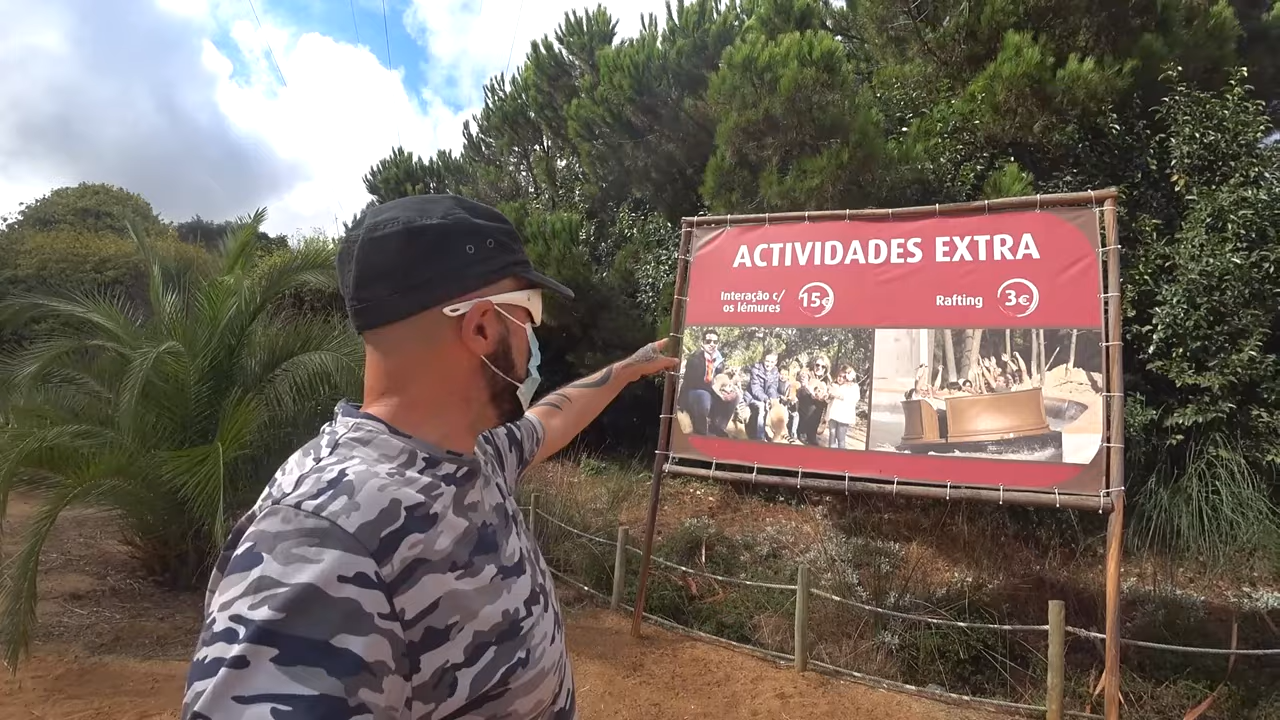 ACTIVIDADES EXTRA
Interação c/
os lémures
15€
Rafting
3€